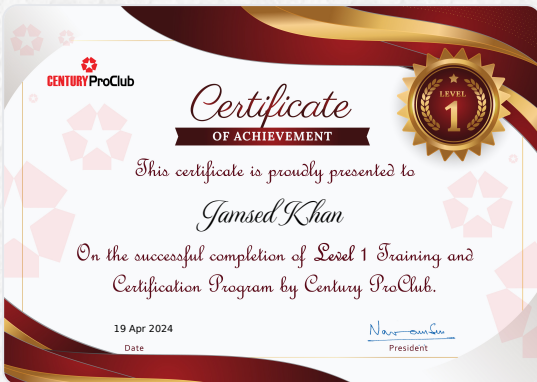 CENTURY ProClub
LEVEL
1
Certificate
OF ACHIEVEMENT
This certificate is proudly presented to
Jamsed Khan
On the successful completion of Level 1 Training and
Certification Program by Century ProClub.
19 Apr 2024
Date
President